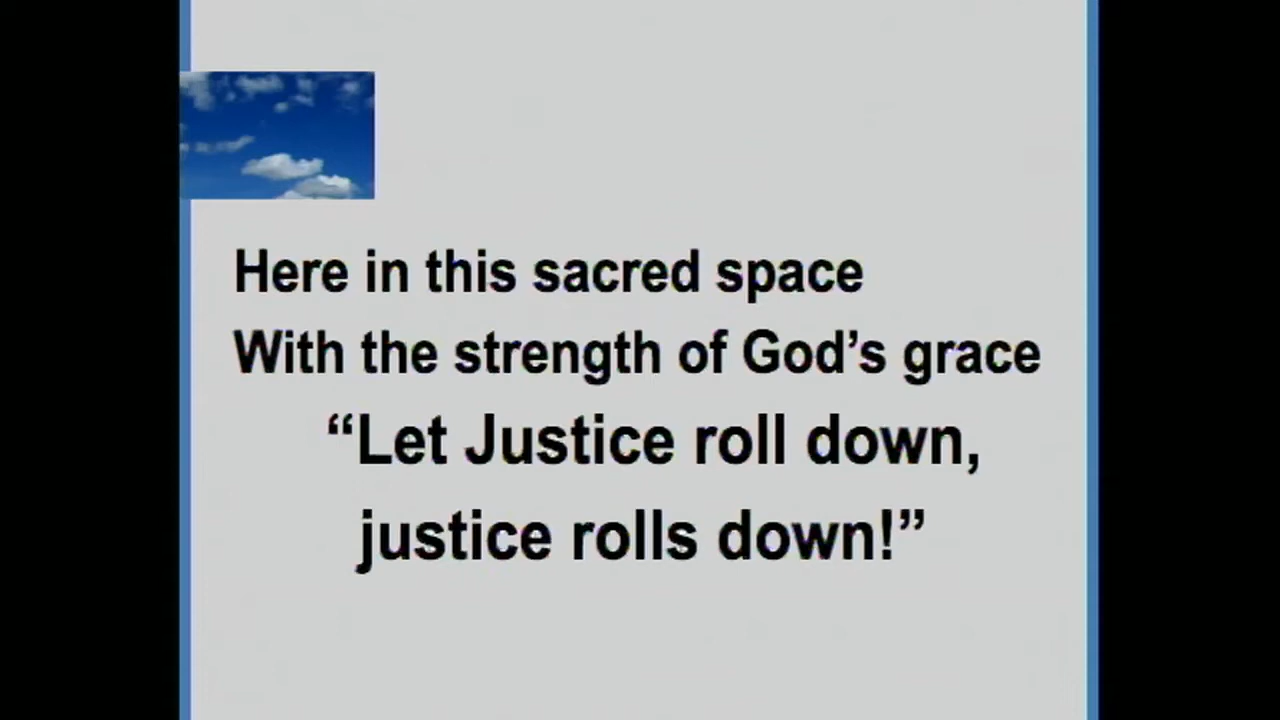 Here in this sacred space
With the strength of God’s grace
“Let Justice roll down,
justice rolls down!”